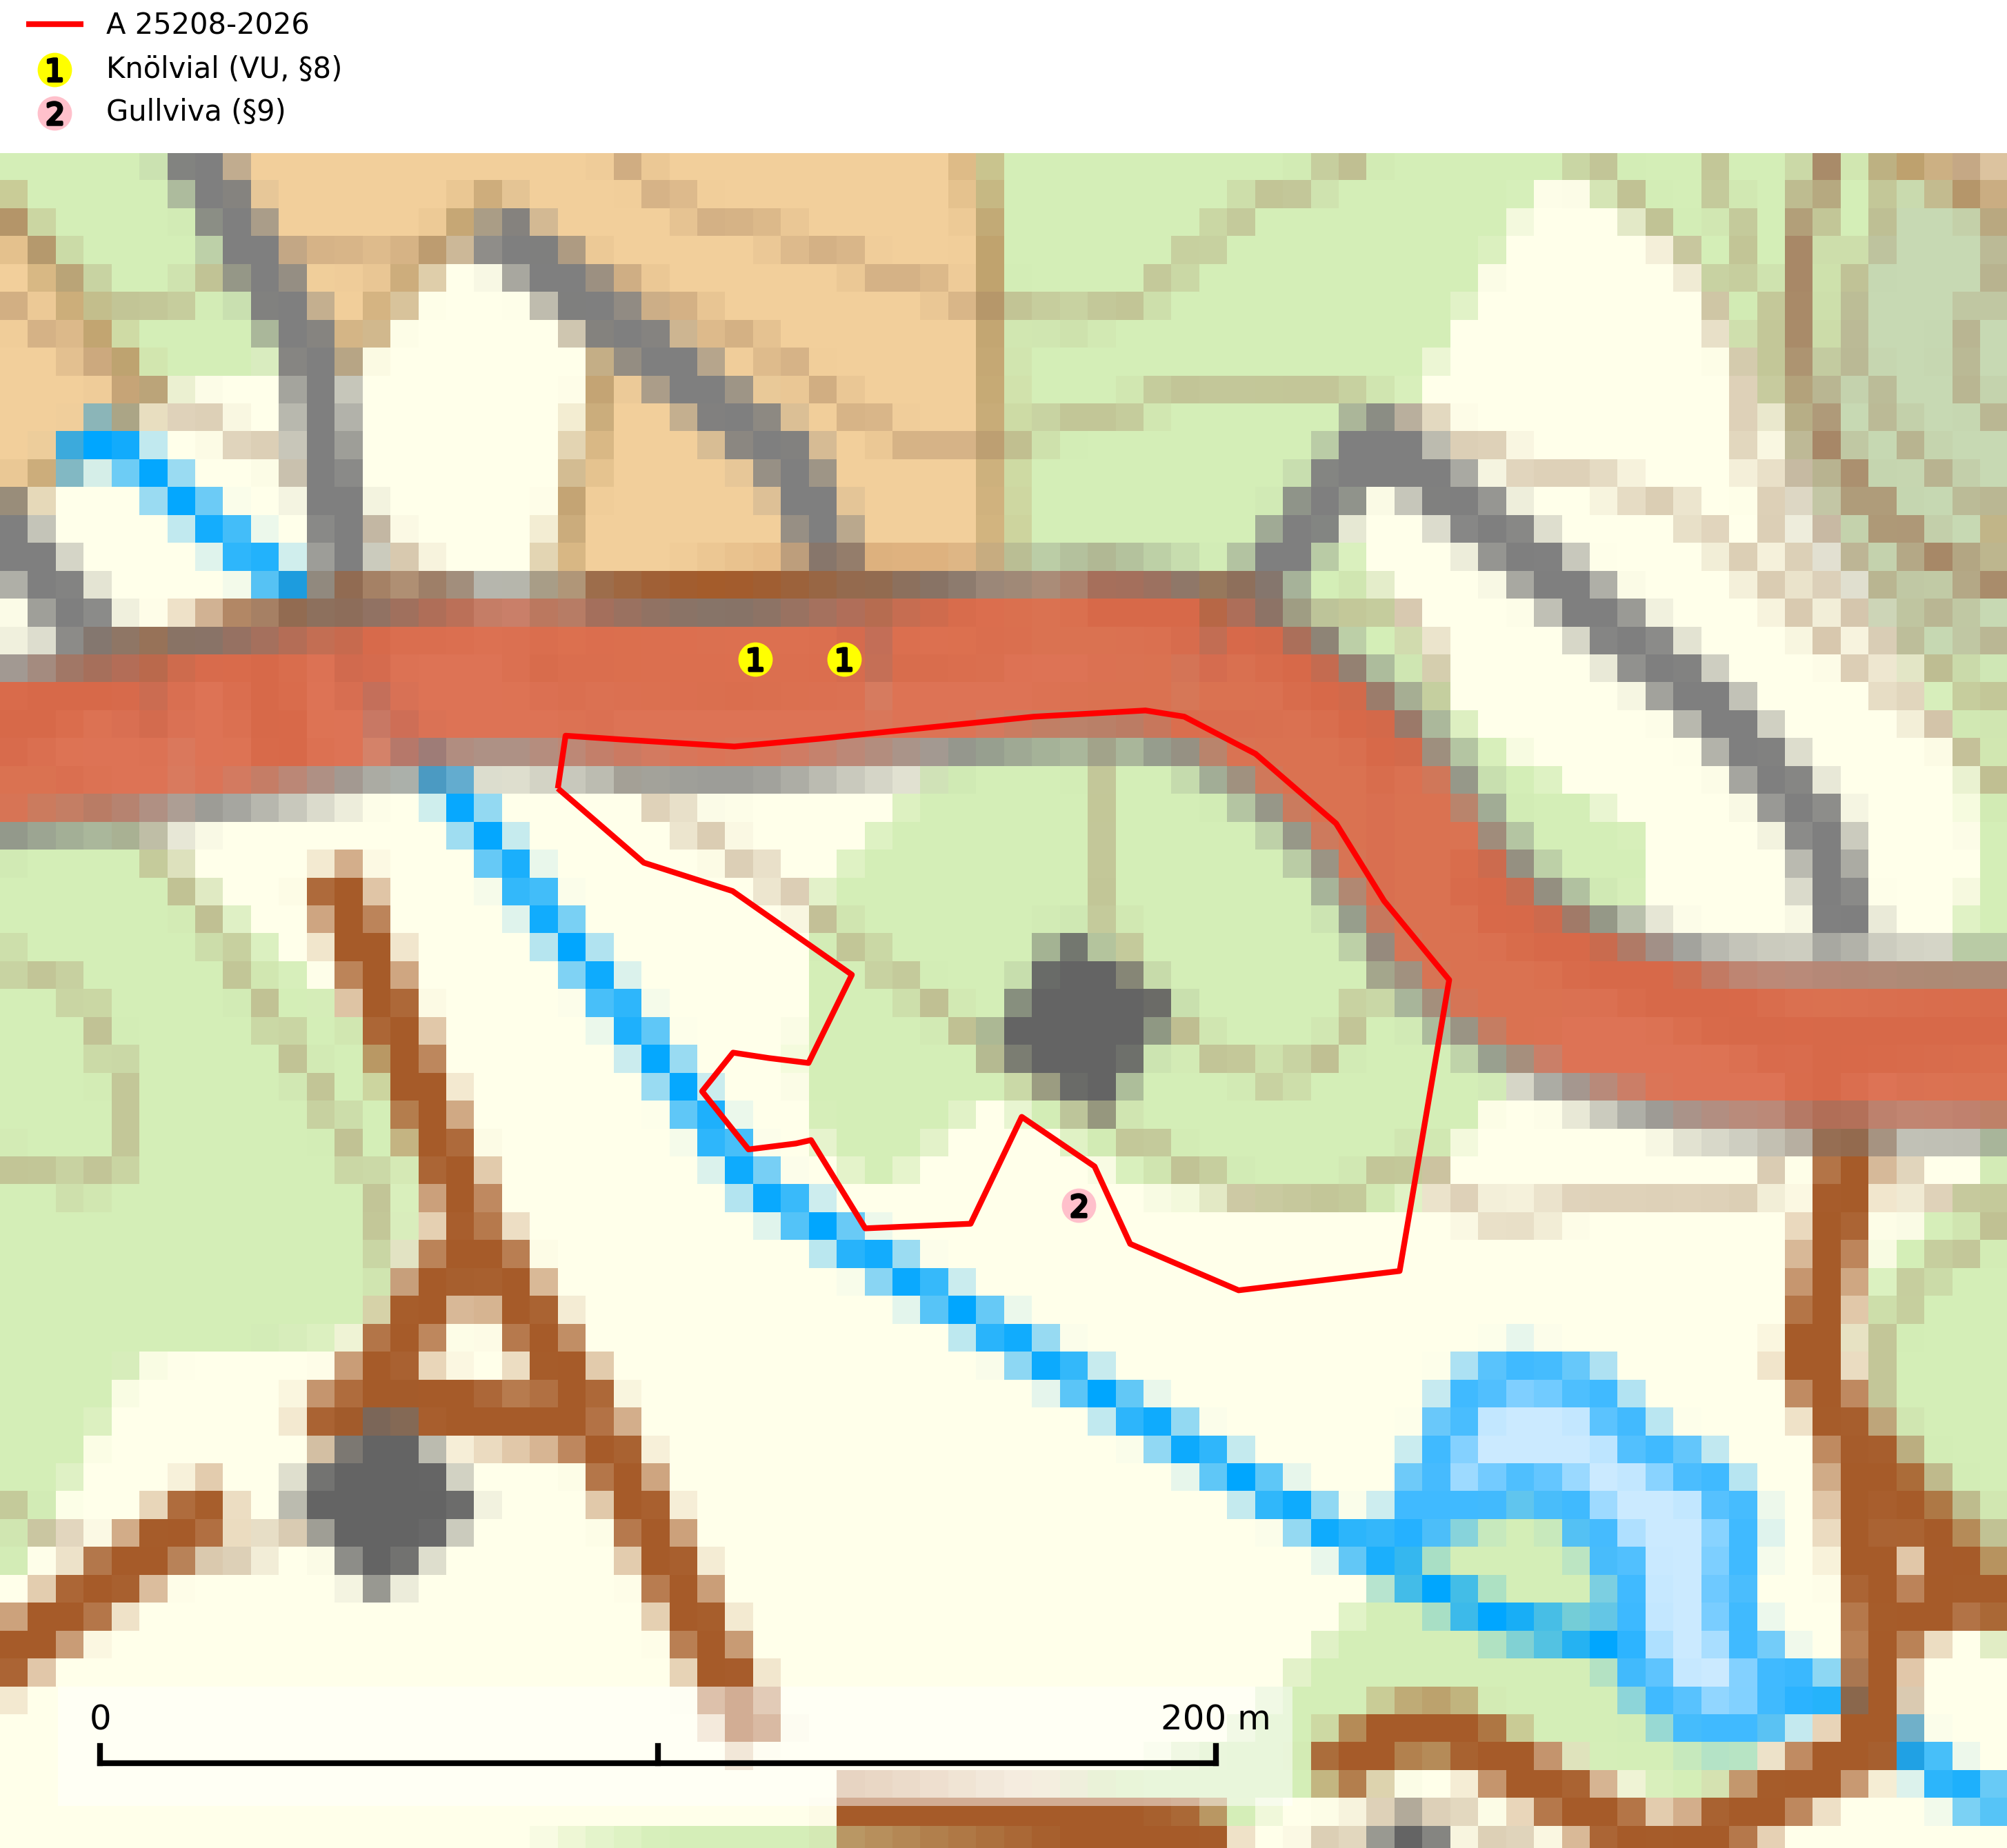 A 25208-2026
1 Knölvial (VU, §8)
2 Gullviva (§9)
1 1
2
0 200 m